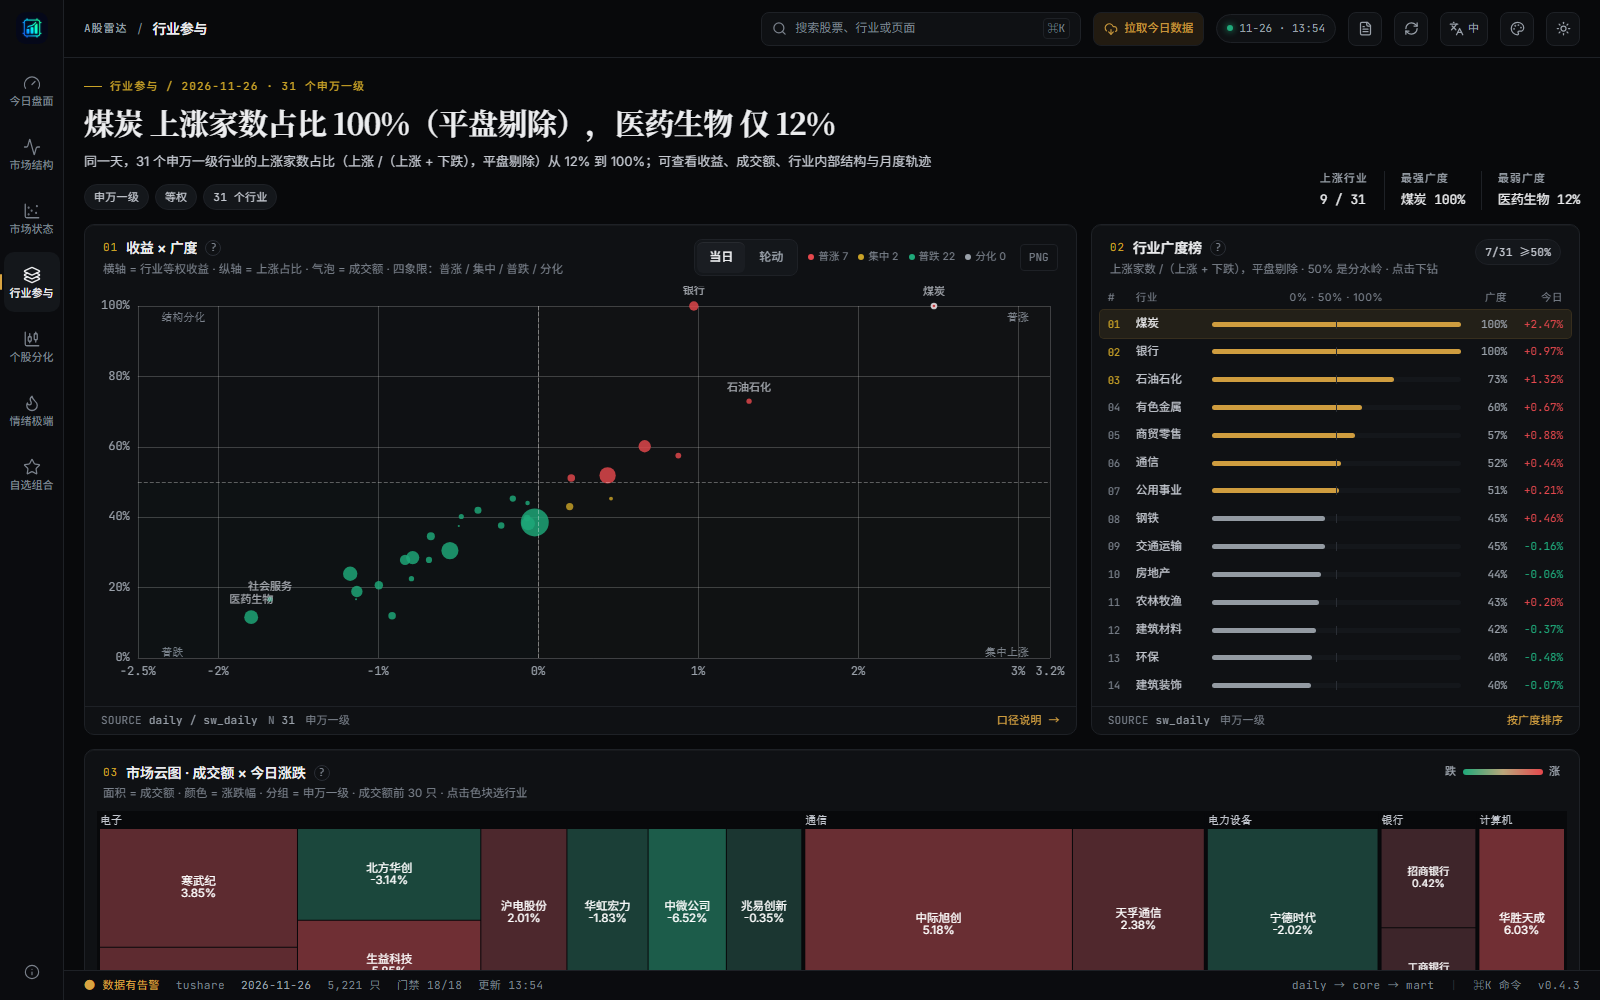 A股雷达 / 行业参与
搜索股票、行业或页面 ⌘K
拉取今日数据
11-26 · 13:54
中
今日盘面
市场结构
市场状态
行业参与
个股分化
情绪极端
自选组合
行业参与 / 2026-11-26 · 31 个申万一级
煤炭 上涨家数占比 100%（平盘剔除），医药生物 仅 12%
同一天，31 个申万一级行业的上涨家数占比（上涨 /（上涨 + 下跌），平盘剔除）从 12% 到 100%；可查看收益、成交额、行业内部结构与月度轨迹
申万一级 等权 31 个行业
上涨行业 最强广度 最弱广度
9 / 31 煤炭 100% 医药生物 12%
01 收益 × 广度 ?
横轴 = 行业等权收益 · 纵轴 = 上涨占比 · 气泡 = 成交额 · 四象限：普涨 / 集中 / 普跌 / 分化
当日 轮动
普涨 7 集中 2 普跌 22 分化 0
PNG
银行 煤炭
100%
结构分化 普涨
80%
石油石化
60%
40%
20%
社会服务
医药生物
0%
普跌 集中上涨
-2.5% -2% -1% 0% 1% 2% 3% 3.2%
SOURCE daily / sw_daily N 31 申万一级
口径说明 →
02 行业广度榜 ?
7/31 ≥50%
上涨家数 /（上涨 + 下跌），平盘剔除 · 50% 是分水岭 · 点击下钻
# 行业 0% · 50% · 100% 广度 今日
01 煤炭 100% +2.47%
02 银行 100% +0.97%
03 石油石化 73% +1.32%
04 有色金属 60% +0.67%
05 商贸零售 57% +0.88%
06 通信 52% +0.44%
07 公用事业 51% +0.21%
08 钢铁 45% +0.46%
09 交通运输 45% -0.16%
10 房地产 44% -0.06%
11 农林牧渔 43% +0.20%
12 建筑材料 42% -0.37%
13 环保 40% -0.48%
14 建筑装饰 40% -0.07%
SOURCE sw_daily 申万一级
按广度排序
03 市场云图 · 成交额 × 今日涨跌 ?
面积 = 成交额 · 颜色 = 涨跌幅 · 分组 = 申万一级 · 成交额前 30 只 · 点击色块选行业
跌 涨
电子 通信 电力设备 银行 计算机
寒武纪
3.85%
北方华创
-3.14%
生益科技
沪电股份
2.01%
华虹宏力
-1.83%
中微公司
-6.52%
兆易创新
-0.35%
中际旭创
5.18%
天孚通信
2.38%
宁德时代
-2.02%
招商银行
0.42%
工商银行
华胜天成
6.03%
数据有告警 tushare 2026-11-26 5,221 只 门禁 18/18 更新 13:54
daily → core → mart ⌘K 命令 v0.4.3